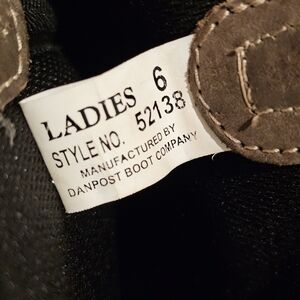 LADIES 6
STYLE NO. 52138
MANUFACTURED BY
DANPOST BOOT COMPANY